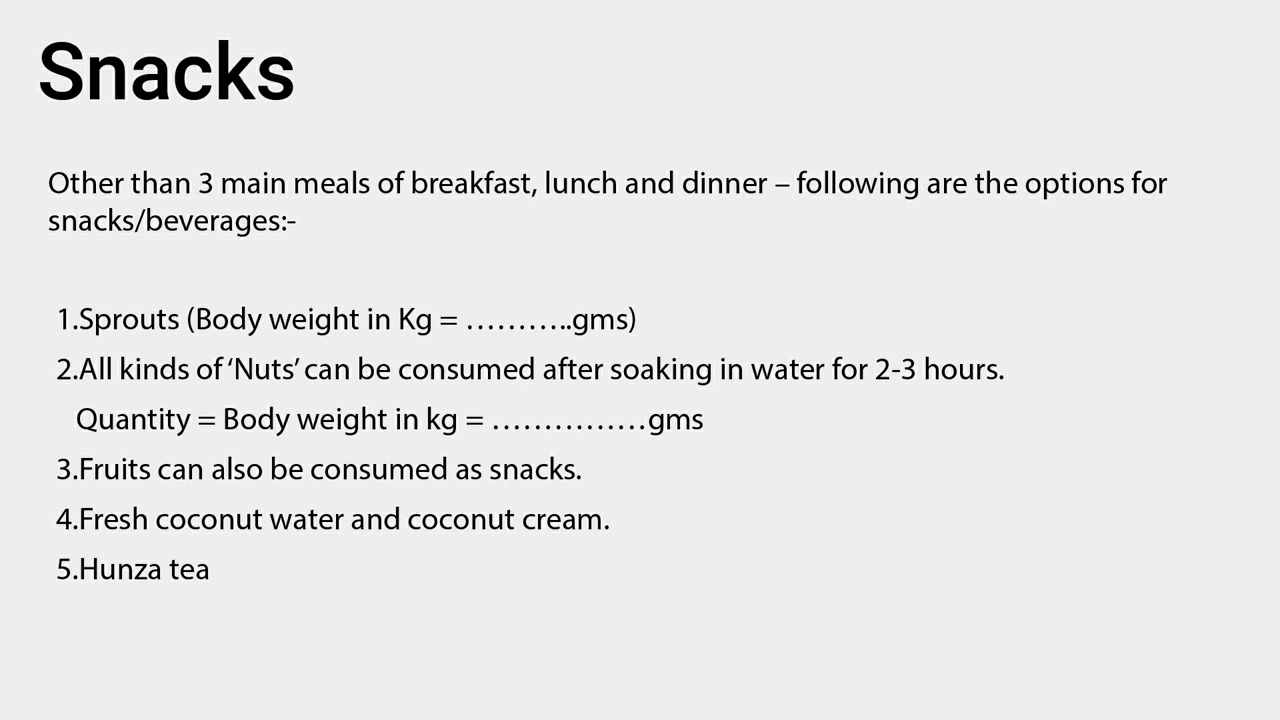 Snacks
Other than 3 main meals of breakfast, lunch and dinner – following are the options for
snacks/beverages:-
1.Sprouts (Body weight in Kg = ………..gms)
2.All kinds of ‘Nuts’ can be consumed after soaking in water for 2-3 hours.
Quantity = Body weight in kg = ……………gms
3.Fruits can also be consumed as snacks.
4.Fresh coconut water and coconut cream.
5.Hunza tea